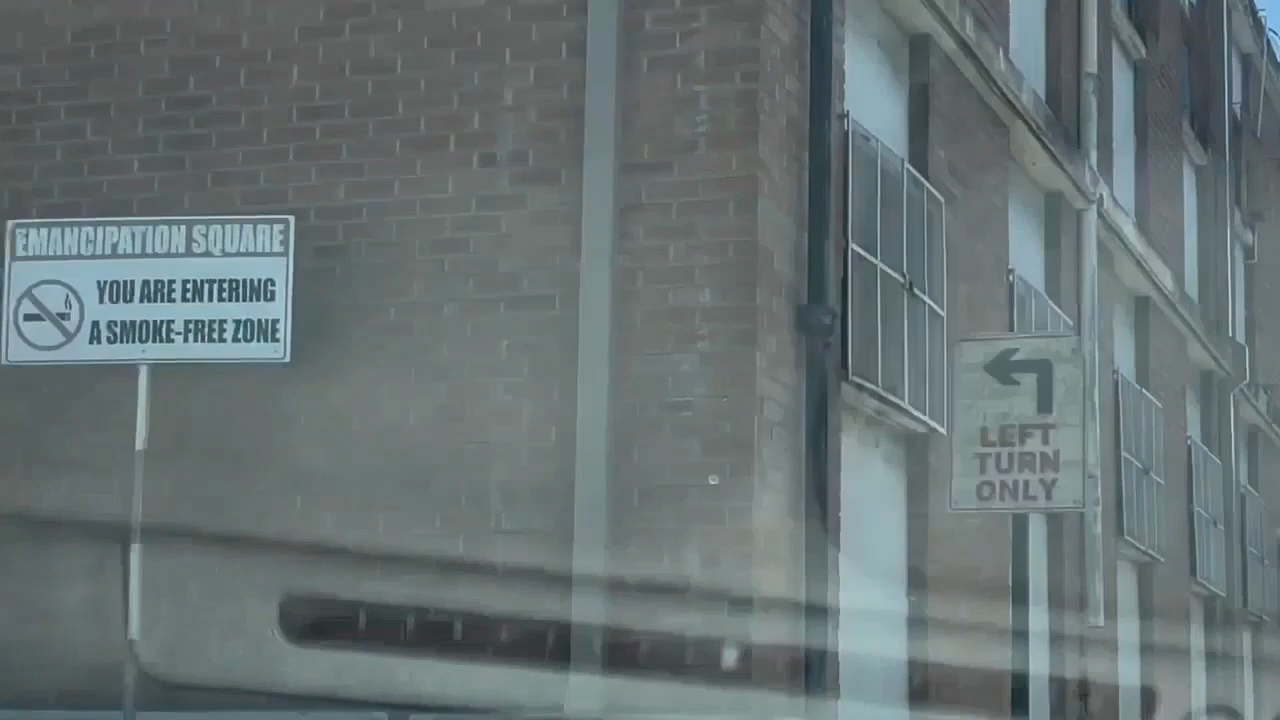 EMANCIPATION SQUARE
YOU ARE ENTERING
A SMOKE-FREE ZONE
LEFT
TURN
ONLY